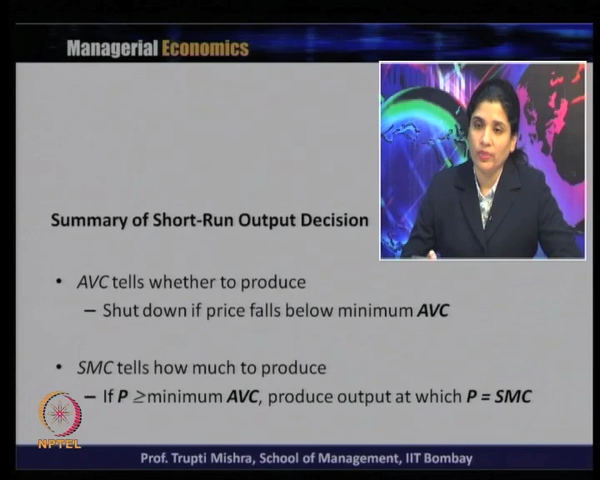 Managerial Economics
Summary of Short-Run Output Decision
• AVC tells whether to produce
– Shut down if price falls below minimum AVC
• SMC tells how much to produce
– If P ≥minimum AVC, produce output at which P = SMC
NPTEL
Prof. Trupti Mishra, School of Management, IIT Bombay